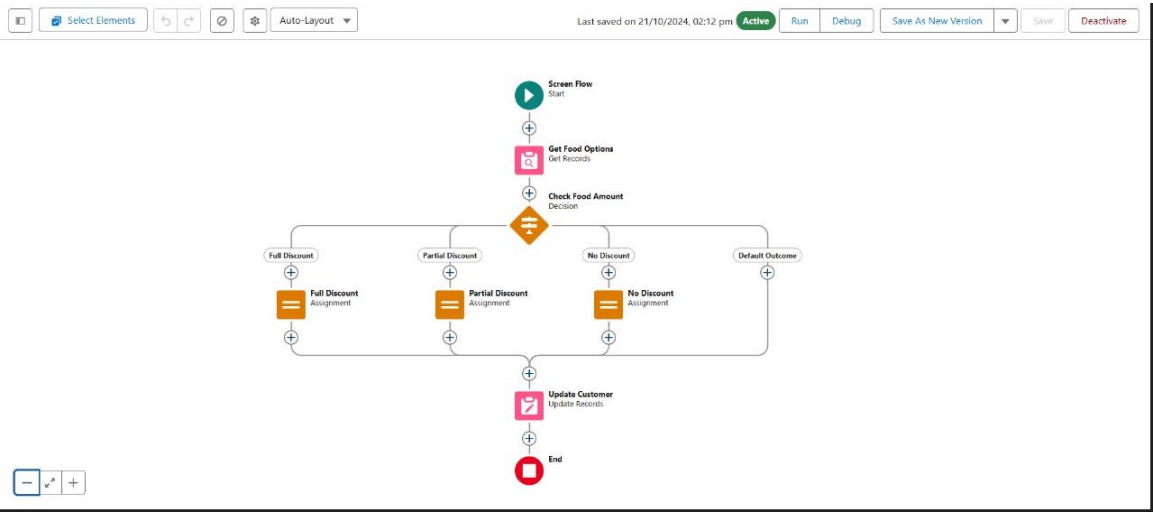 Select Elements
Auto-Layout
Last saved on 21/10/2024, 02:12 pm
Active
Run
Debug
Save As New Version
Save
Deactivate
Screen Flow
Start
Get Food Options
Get Records
Check Food Amount
Decision
Full Discount
Partial Discount
No Discount
Default Outcome
Full Discount
Assignment
Partial Discount
Assignment
No Discount
Assignment
Update Customer
Update Records
End